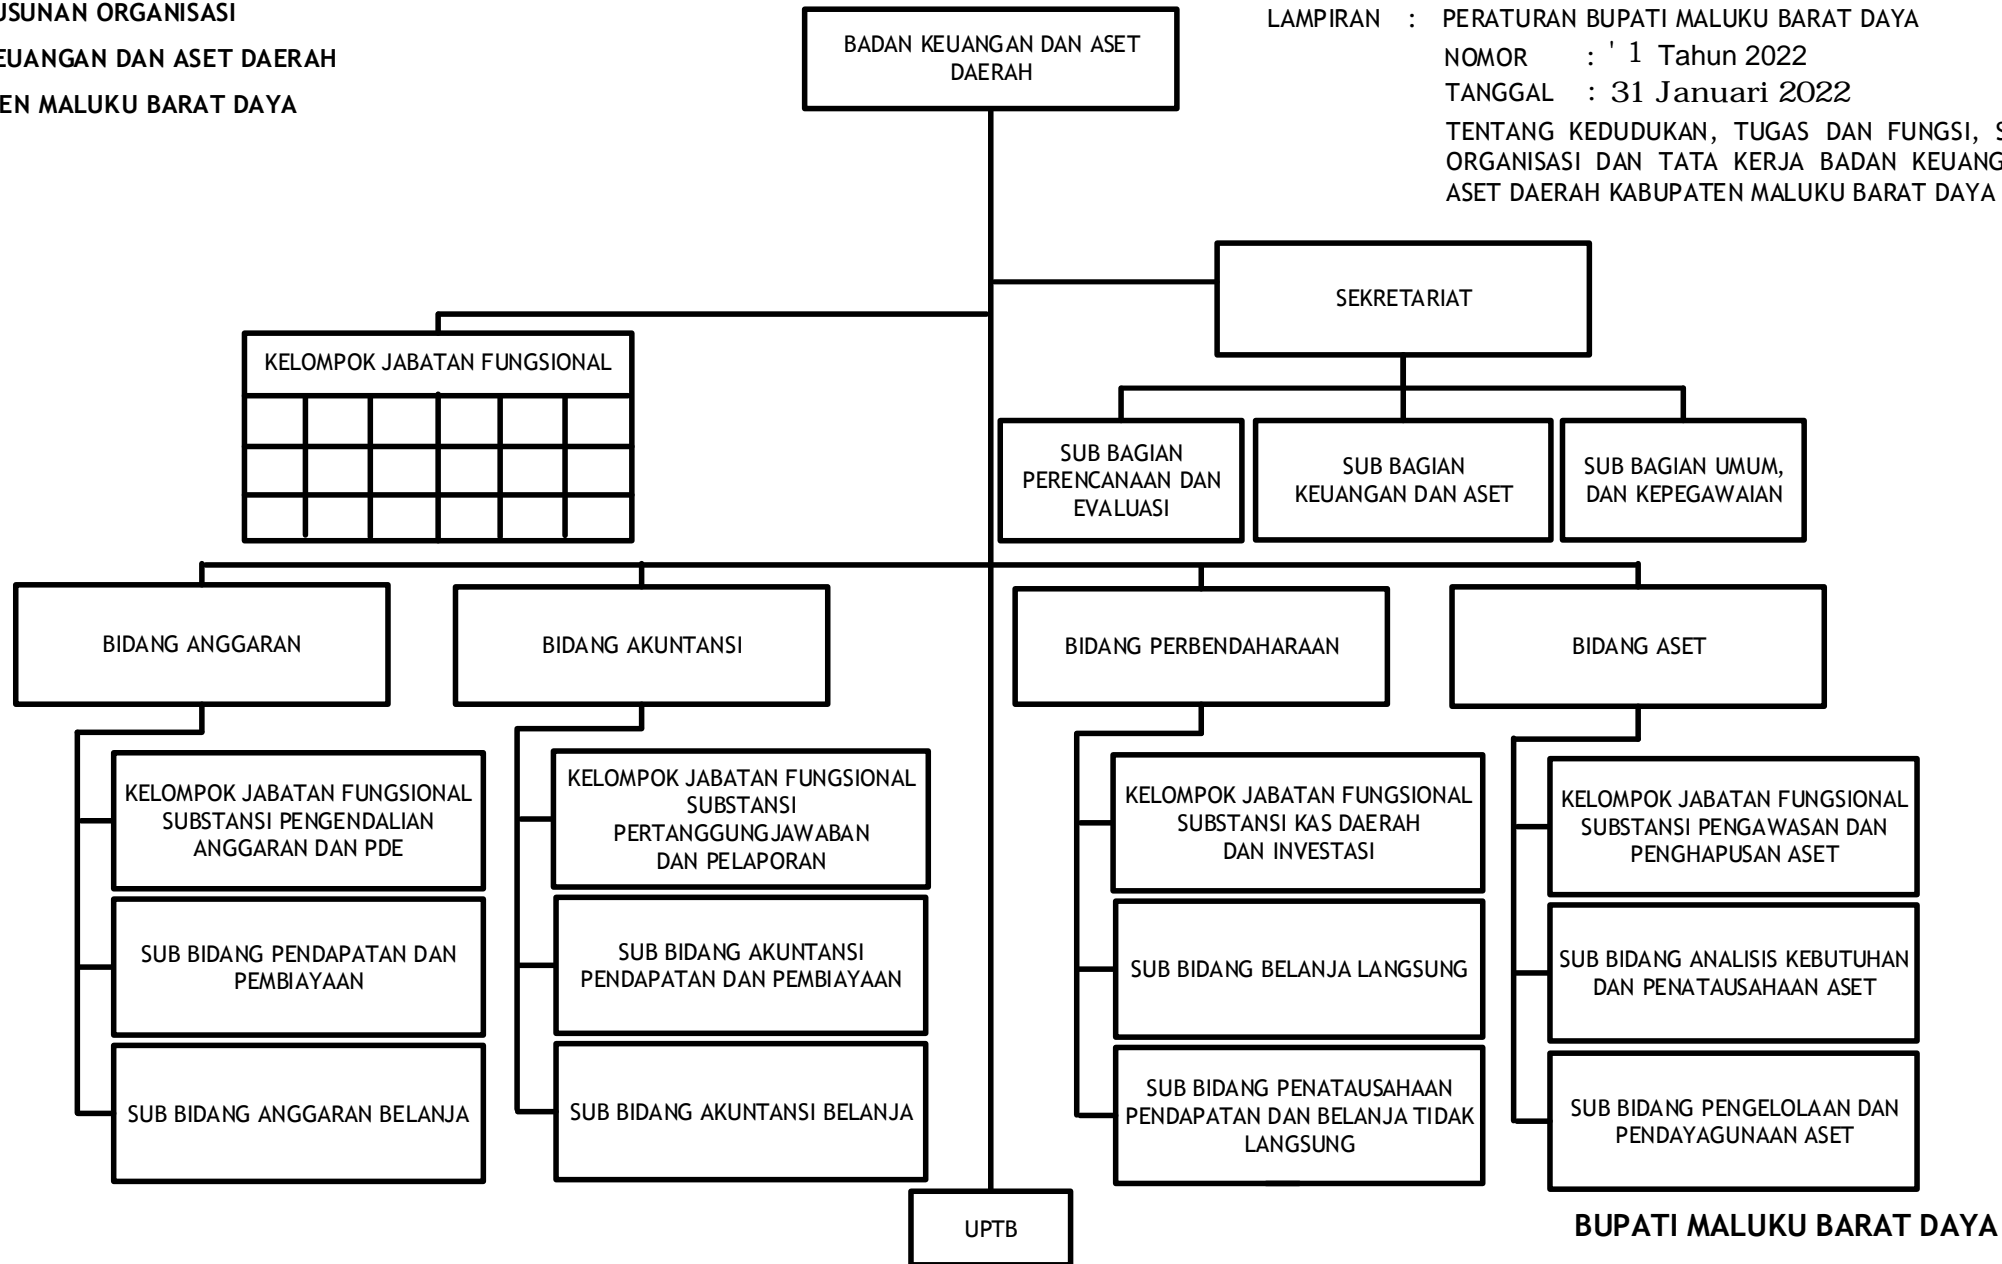 USUNAN ORGANISASI
EUANGAN DAN ASET DAERAH
EN MALUKU BARAT DAYA
BADAN KEUANGAN DAN ASET
DAERAH
LAMPIRAN : PERATURAN BUPATI MALUKU BARAT DAYA
NOMOR : ' 1 Tahun 2022
TANGGAL : 31 Januari 2022
TENTANG KEDUDUKAN, TUGAS DAN FUNGSI, S
ORGANISASI DAN TATA KERJA BADAN KEUANG
ASET DAERAH KABUPATEN MALUKU BARAT DAYA
SEKRETARIAT
KELOMPOK JABATAN FUNGSIONAL
SUB BAGIAN
PERENCANAAN DAN
EVALUASI
SUB BAGIAN
KEUANGAN DAN ASET
SUB BAGIAN UMUM,
DAN KEPEGAWAIAN
BIDANG ANGGARAN
BIDANG AKUNTANSI
BIDANG PERBENDAHARAAN
BIDANG ASET
KELOMPOK JABATAN FUNGSIONAL
SUBSTANSI PENGENDALIAN
ANGGARAN DAN PDE
KELOMPOK JABATAN FUNGSIONAL
SUBSTANSI
PERTANGGUNGJAWABAN
DAN PELAPORAN
KELOMPOK JABATAN FUNGSIONAL
SUBSTANSI KAS DAERAH
DAN INVESTASI
KELOMPOK JABATAN FUNGSIONAL
SUBSTANSI PENGAWASAN DAN
PENGHAPUSAN ASET
SUB BIDANG PENDAPATAN DAN
PEMBIAYAAN
SUB BIDANG AKUNTANSI
PENDAPATAN DAN PEMBIAYAAN
SUB BIDANG BELANJA LANGSUNG
SUB BIDANG ANALISIS KEBUTUHAN
DAN PENATAUSAHAAN ASET
SUB BIDANG ANGGARAN BELANJA
SUB BIDANG AKUNTANSI BELANJA
SUB BIDANG PENATAUSAHAAN
PENDAPATAN DAN BELANJA TIDAK
LANGSUNG
SUB BIDANG PENGELOLAAN DAN
PENDAYAGUNAAN ASET
UPTB
BUPATI MALUKU BARAT DAYA